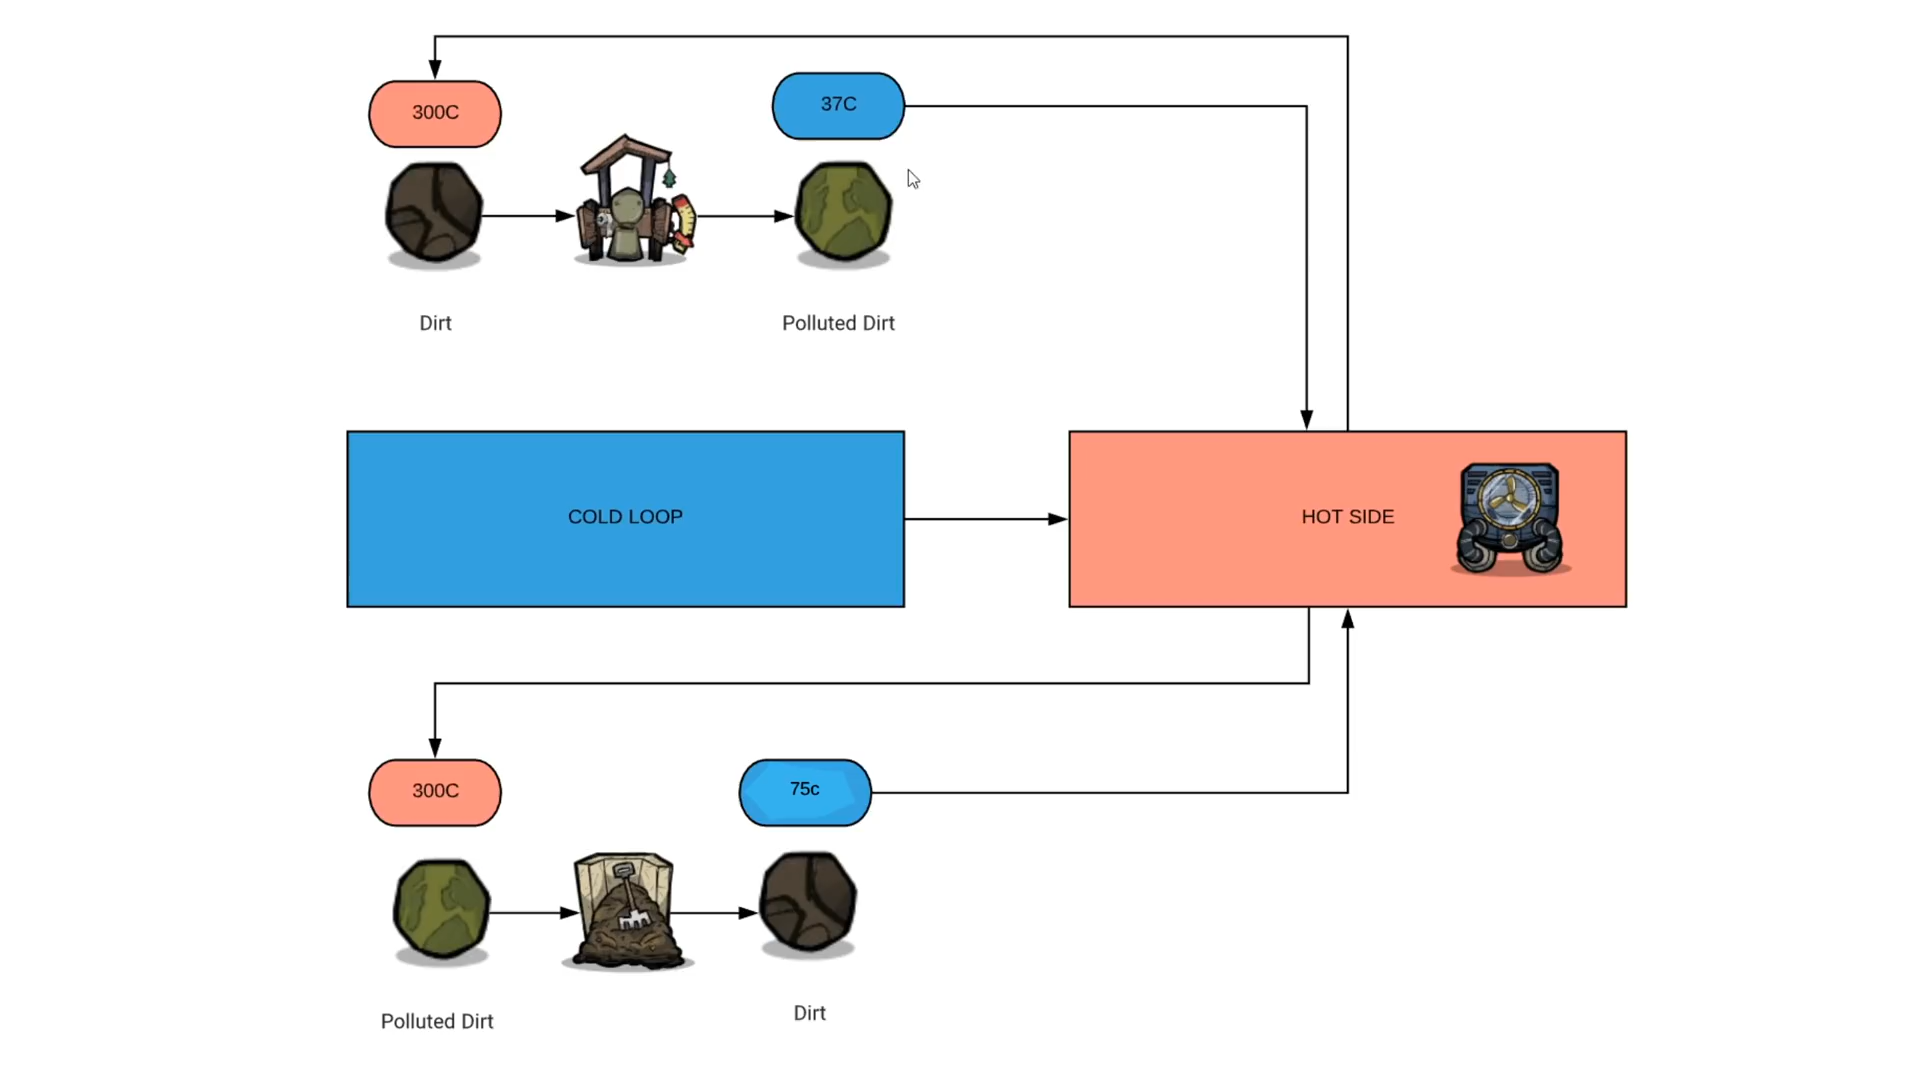 300C
37C
Dirt
Polluted Dirt
COLD LOOP
HOT SIDE
300C
75c
Polluted Dirt
Dirt